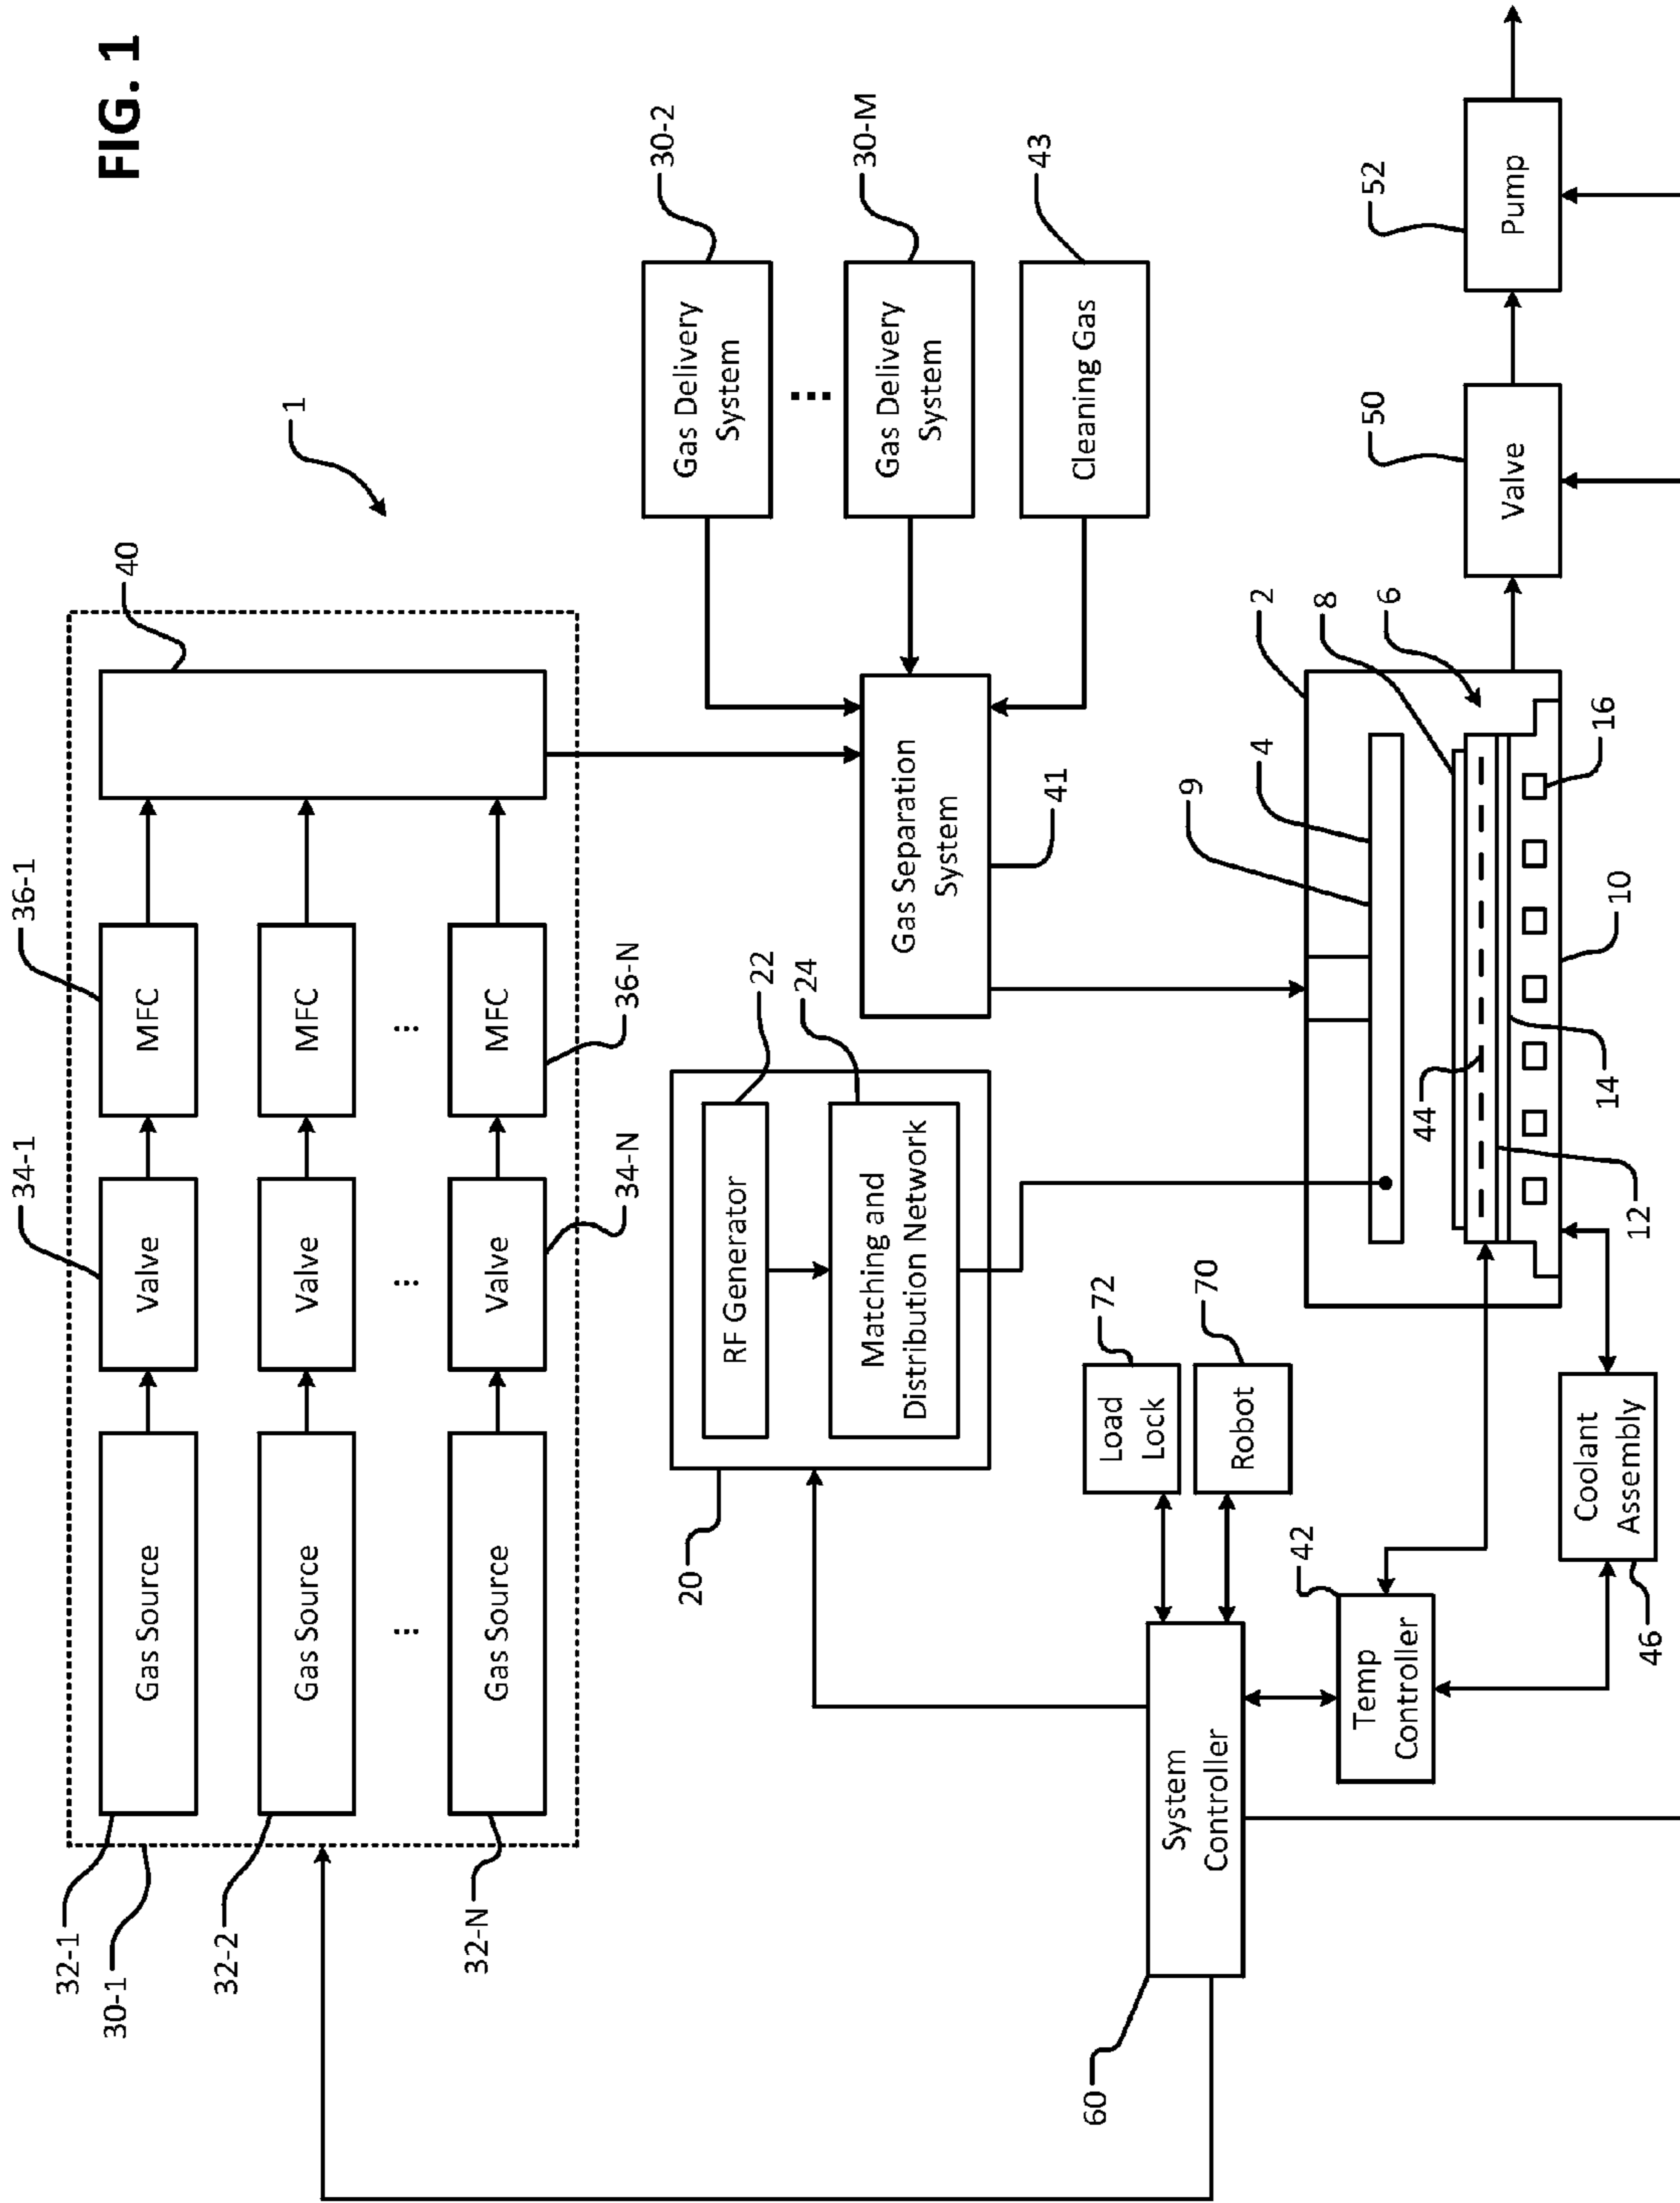 FIG. 1
1
34-1
36-1
40
32-1
30-1
Gas Source
Valve
MFC
32-2
Gas Source
Valve
MFC
...
...
...
32-N
Gas Source
Valve
MFC
34-N
36-N
20
RF Generator
22
Matching and
Distribution Network
24
Gas Separation
System
41
Gas Delivery
System
30-2
...
Gas Delivery
System
30-M
Cleaning Gas
43
60
System
Controller
Load
Lock
72
Robot
70
42
Temp
Controller
46
Coolant
Assembly
9
4
2
8
6
44
12
14
10
16
Valve
50
Pump
52